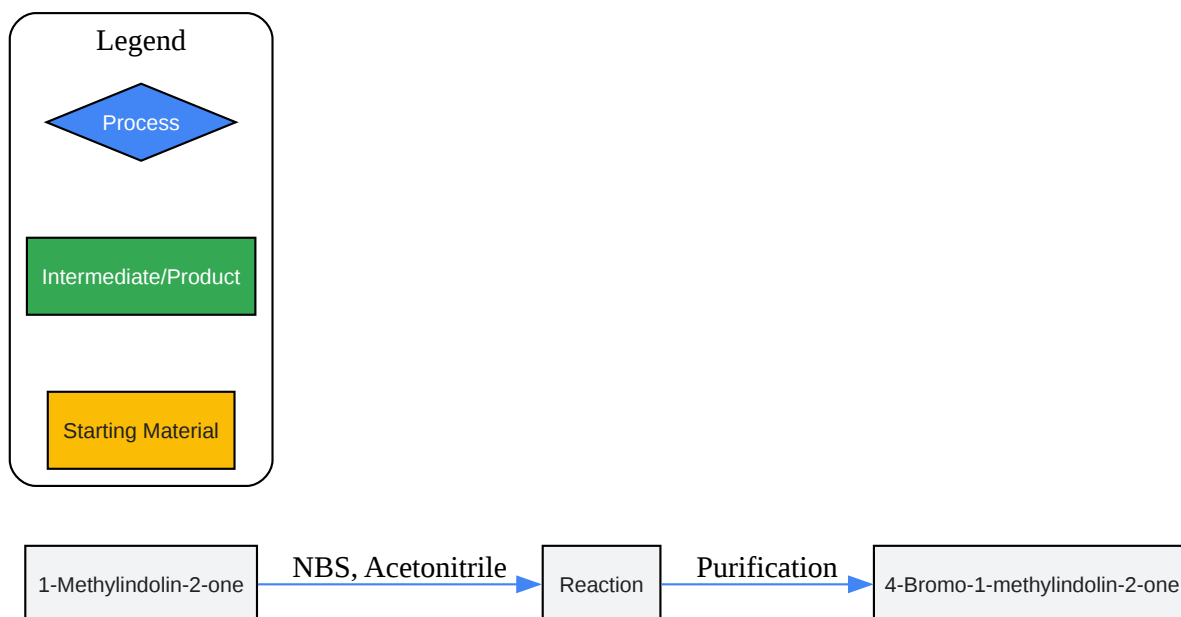 Legend
Process
Intermediate/Product
Starting Material
NBS, Acetonitrile
Purification
1-Methylindolin-2-one
Reaction
4-Bromo-1-methylindolin-2-one